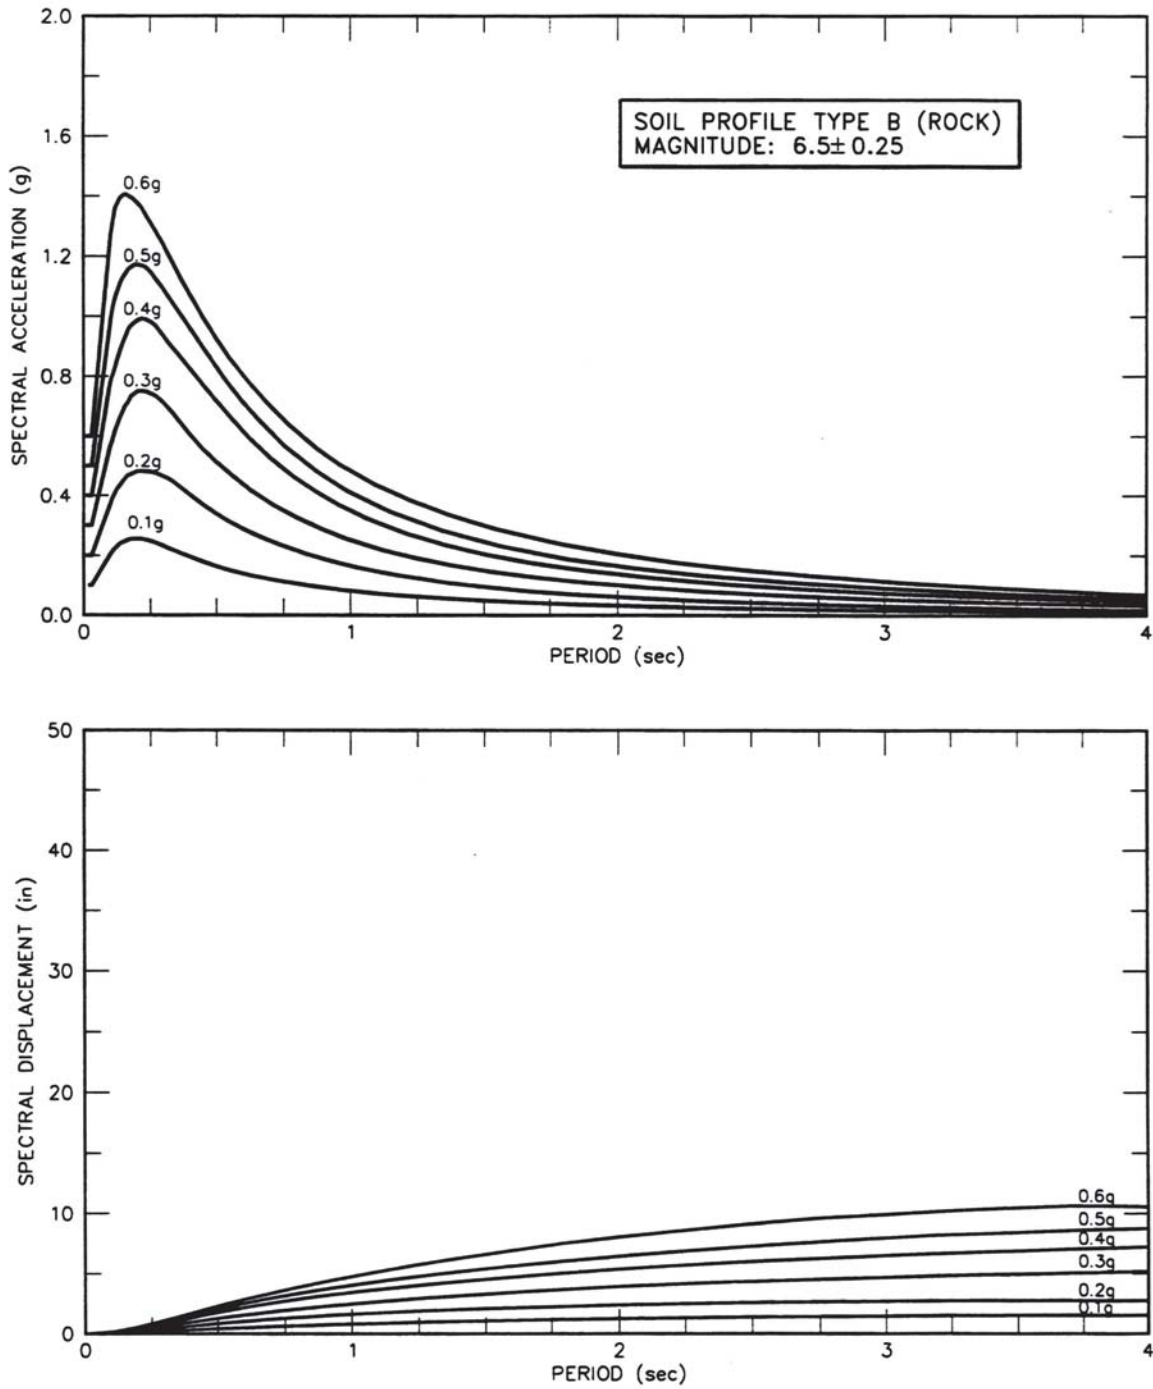 2.0
1.6
1.2
0.8
0.4
0.0
SPECTRAL ACCELERATION (g)
SOIL PROFILE TYPE B (ROCK)
MAGNITUDE: 6.5±0.25
0.6g
0.5g
0.4g
0.3g
0.2g
0.1g
0 1 2 3 4
PERIOD (sec)
50
40
30
20
10
0
SPECTRAL DISPLACEMENT (in)
0.6g
0.5g
0.4g
0.3g
0.2g
0.1g
0 1 2 3 4
PERIOD (sec)